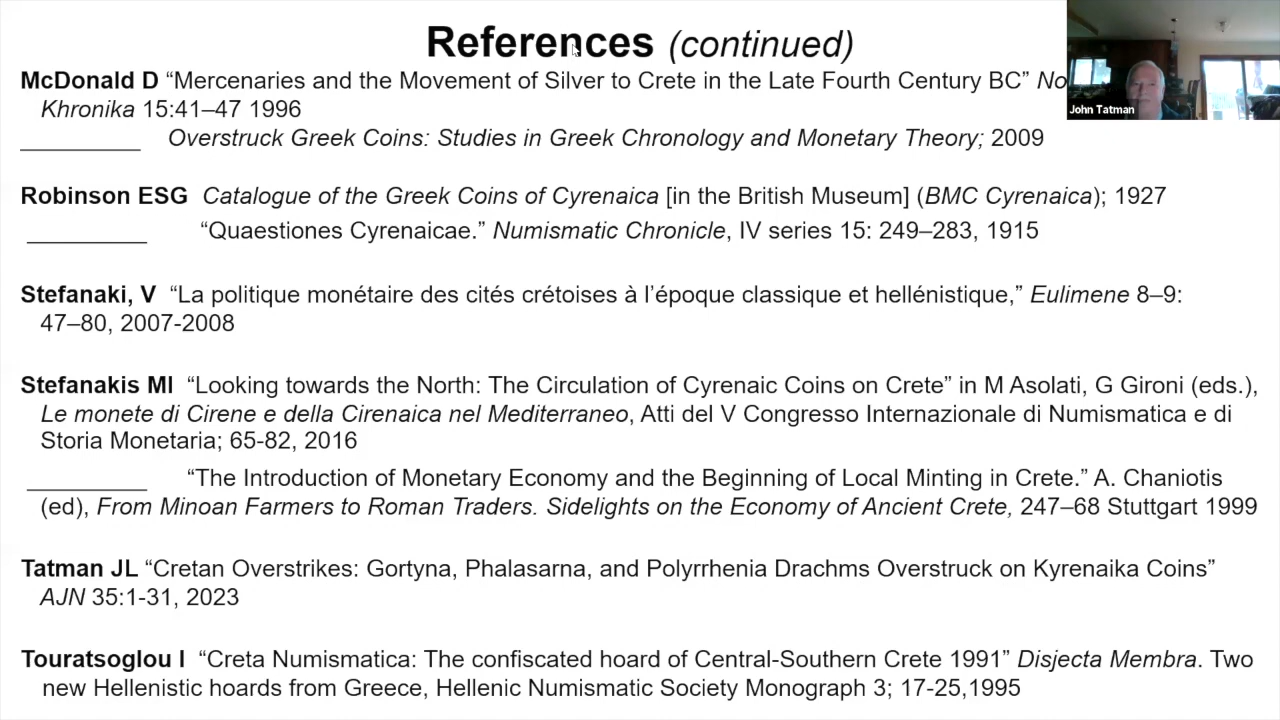 References (continued)
McDonald D “Mercenaries and the Movement of Silver to Crete in the Late Fourth Century BC”
Khronika 15:41–47 1996
__________ Overstruck Greek Coins: Studies in Greek Chronology and Monetary Theory; 2009
Robinson ESG Catalogue of the Greek Coins of Cyrenaica [in the British Museum] (BMC Cyrenaica); 1927
__________ “Quaestiones Cyrenaicae.” Numismatic Chronicle, IV series 15: 249–283, 1915
Stefanaki, V “La politique monétaire des cités crétoises à l’époque classique et hellénistique,” Eulimene 8–9:
47–80, 2007-2008
Stefanakis MI “Looking towards the North: The Circulation of Cyrenaic Coins on Crete” in M Asolati, G Gironi (eds.),
Le monete di Cirene e della Cirenaica nel Mediterraneo, Atti del V Congresso Internazionale di Numismatica e di
Storia Monetaria; 65-82, 2016
__________ “The Introduction of Monetary Economy and the Beginning of Local Minting in Crete.” A. Chaniotis
(ed), From Minoan Farmers to Roman Traders. Sidelights on the Economy of Ancient Crete, 247–68 Stuttgart 1999
Tatman JL “Cretan Overstrikes: Gortyna, Phalasarna, and Polyrrhenia Drachms Overstruck on Kyrenaika Coins”
AJN 35:1-31, 2023
Touratsoglou I “Creta Numismatica: The confiscated hoard of Central-Southern Crete 1991” Disjecta Membra. Two
new Hellenistic hoards from Greece, Hellenic Numismatic Society Monograph 3; 17-25,1995
John Tatman